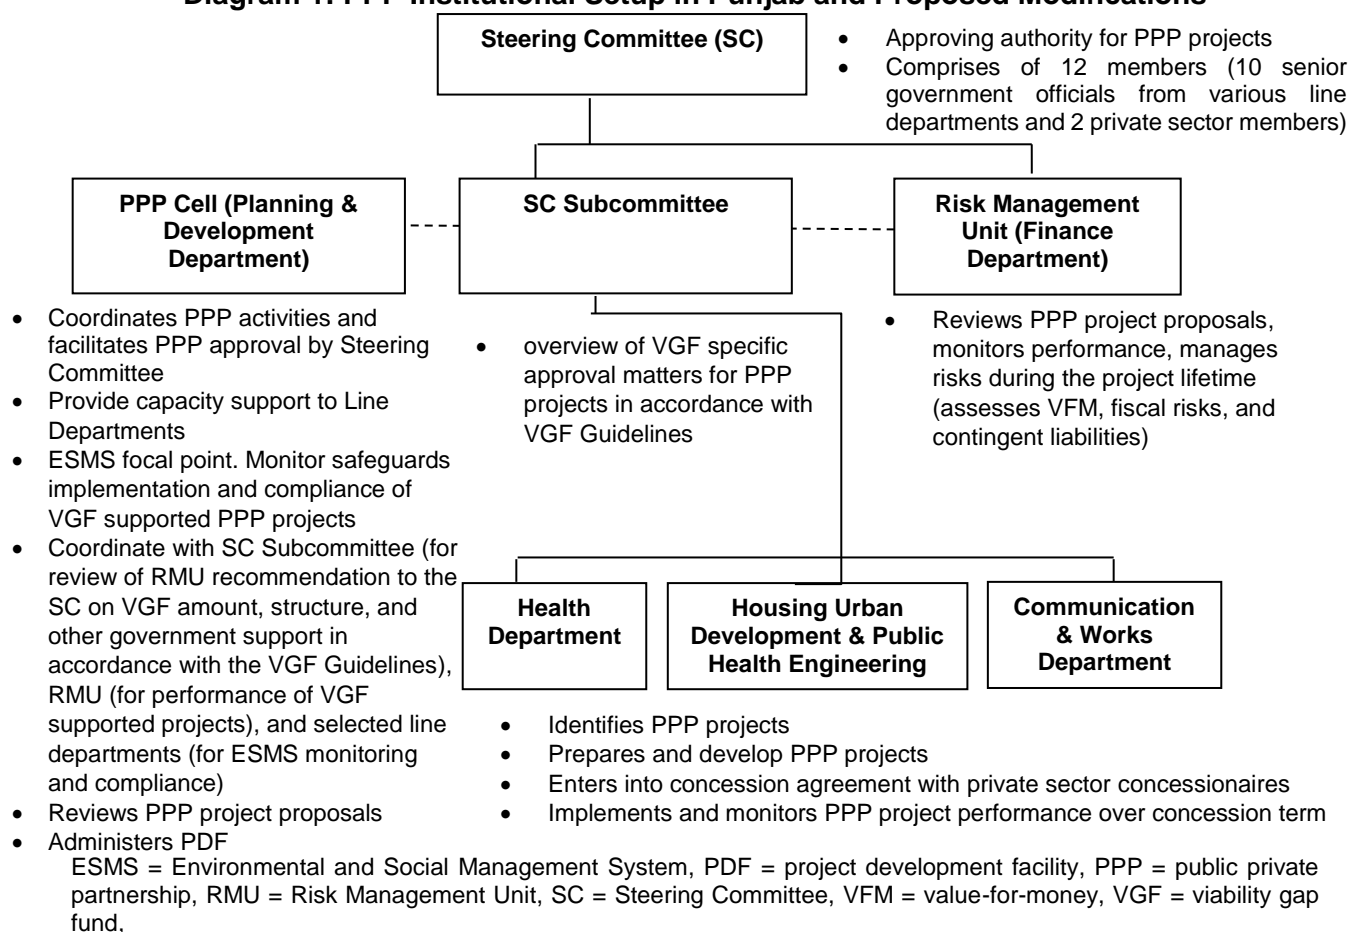 Diagram 1: PPP Institutional Setup in Punjab and Proposed Modifications
Steering Committee (SC)
• Approving authority for PPP projects
• Comprises of 12 members (10 senior
government officials from various line
departments and 2 private sector members)
PPP Cell (Planning &
Development
Department)
SC Subcommittee
Risk Management
Unit (Finance
Department)
• Coordinates PPP activities and
facilitates PPP approval by Steering
Committee
• Provide capacity support to Line
Departments
• ESMS focal point. Monitor safeguards
implementation and compliance of
VGF supported PPP projects
• Coordinate with SC Subcommittee (for
review of RMU recommendation to the
SC on VGF amount, structure, and
other government support in
accordance with the VGF Guidelines),
RMU (for performance of VGF
supported projects), and selected line
departments (for ESMS monitoring
and compliance)
• Reviews PPP project proposals
• Administers PDF
• overview of VGF specific
approval matters for PPP
projects in accordance with
VGF Guidelines
• Reviews PPP project proposals,
monitors performance, manages
risks during the project lifetime
(assesses VFM, fiscal risks, and
contingent liabilities)
Health
Department
Housing Urban
Development & Public
Health Engineering
Communication
& Works
Department
• Identifies PPP projects
• Prepares and develop PPP projects
• Enters into concession agreement with private sector concessionaires
• Implements and monitors PPP project performance over concession term
ESMS = Environmental and Social Management System, PDF = project development facility, PPP = public private
partnership, RMU = Risk Management Unit, SC = Steering Committee, VFM = value-for-money, VGF = viability gap
fund,